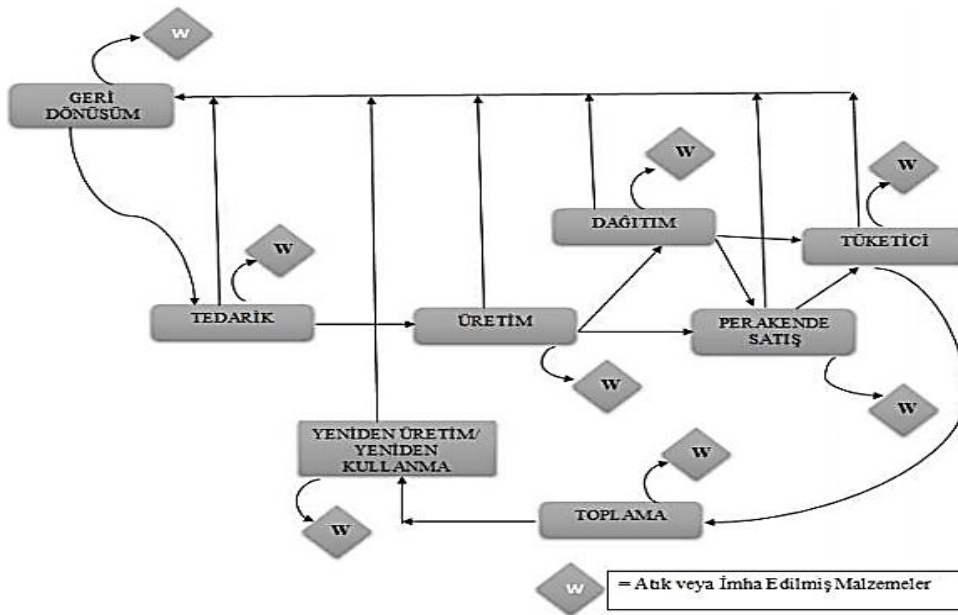 W
GERİ
DÖNÜŞÜM
W
DAĞITIM
W
TÜKETİCİ
W
TEDARİK
ÜRETİM
PERAKENDE
SATIŞ
W
W
YENİDEN ÜRETİM/
YENİDEN
KULLANMA
W
TOPLAMA
W
W
= Atık veya İmha Edilmiş Malzemeler